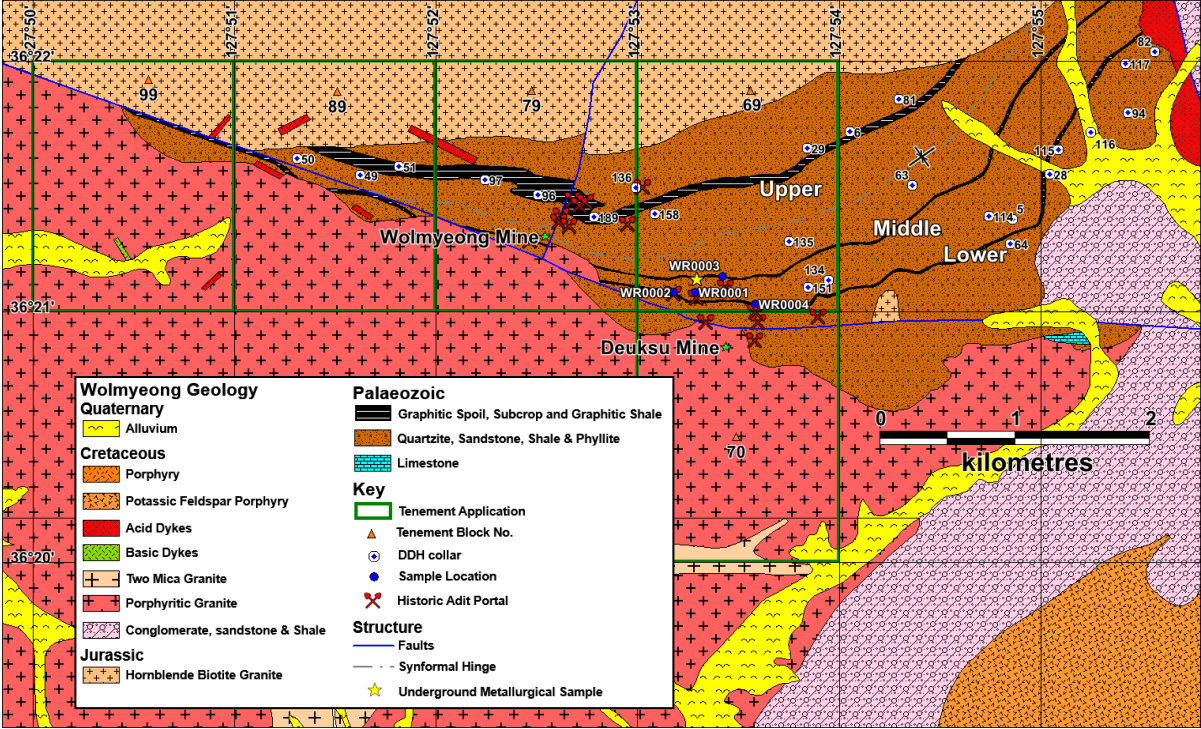 127°50'
127°51'
127°52'
127°53'
127°54'
127°55'
36°22'
99
89
79
69
82
117
81
94
6
116
29
115
50
51
49
97
136
28
63
96
Upper
189
158
114
5
Middle
Wolmyeong Mine
135
64
Lower
WR0003
134
151
WR0002
WR0001
WR0004
36°21'
Deuksu Mine
70
0 1 2
kilometres
36°20'
Wolmyeong Geology
Quaternary
Alluvium
Cretaceous
Porphyry
Potassic Feldspar Porphyry
Acid Dykes
Basic Dykes
Two Mica Granite
Porphyritic Granite
Conglomerate, sandstone & Shale
Jurassic
Hornblende Biotite Granite
Palaeozoic
Graphitic Spoil, Subcrop and Graphitic Shale
Quartzite, Sandstone, Shale & Phyllite
Limestone
Key
Tenement Application
Tenement Block No.
DDH collar
Sample Location
Historic Adit Portal
Structure
Faults
Synformal Hinge
Underground Metallurgical Sample